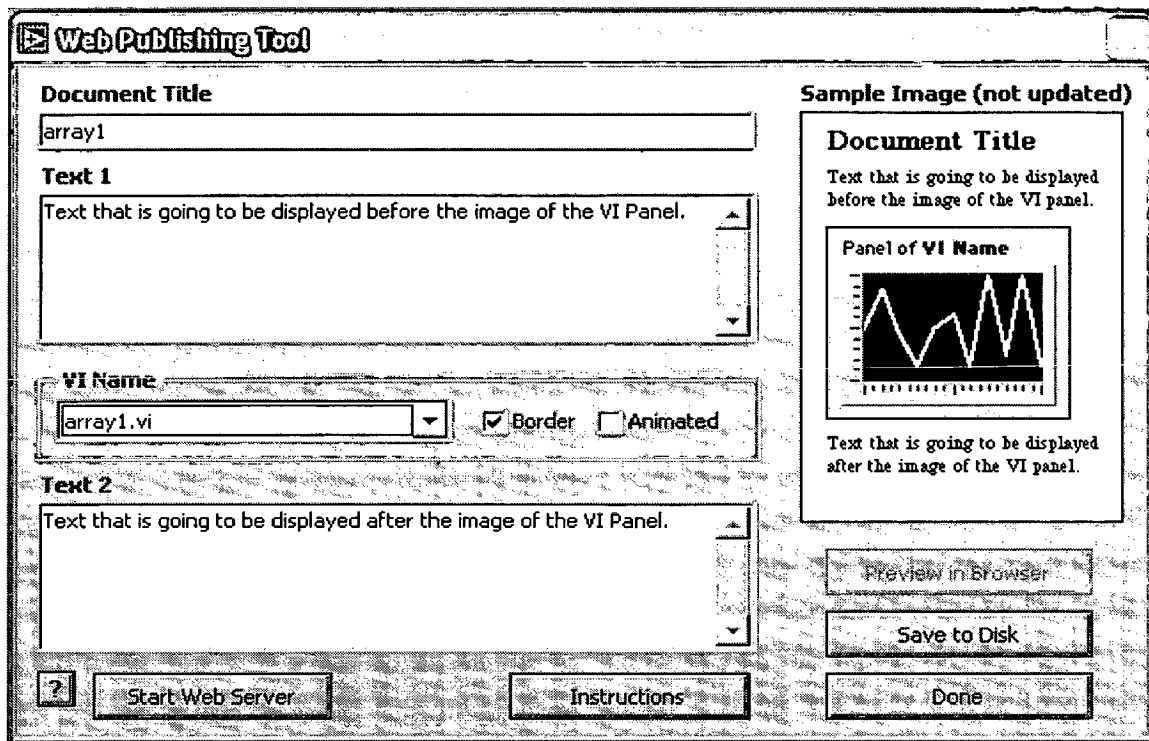 Web Publishing Tool
Document Title
array1
Text 1
Text that is going to be displayed before the image of the VI Panel.
VI Name
array1.vi
Border
Animated
Text 2
Text that is going to be displayed after the image of the VI Panel.
?
Start Web Server
Instructions
Sample Image (not updated)
Document Title
Text that is going to be displayed
before the image of the VI panel.
Panel of VI Name
Text that is going to be displayed
after the image of the VI panel.
Preview in Browser
Save to Disk
Done